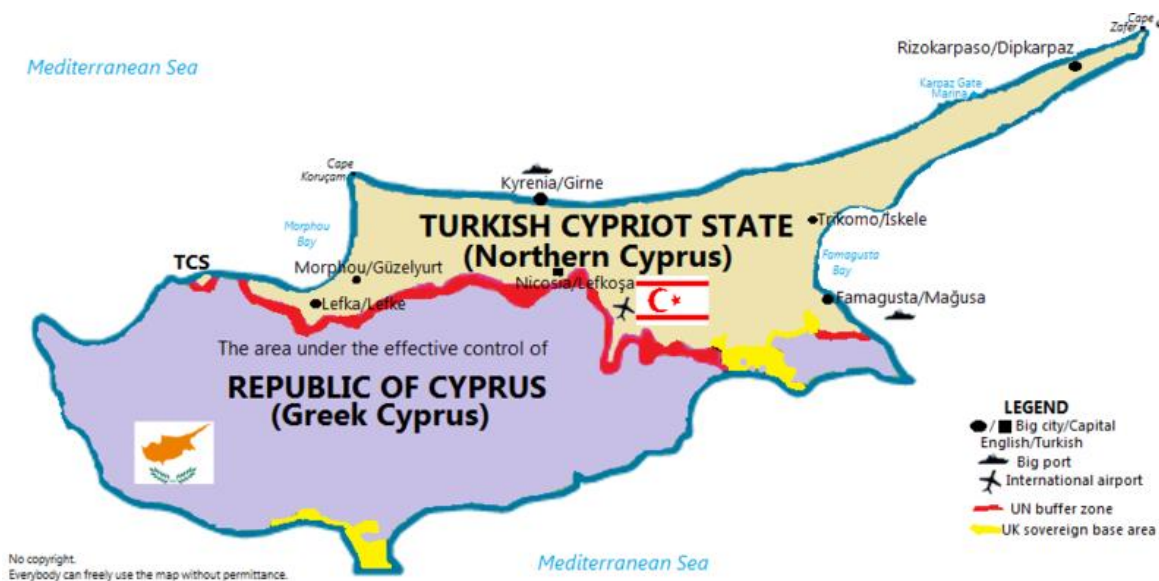 Cape
Zafer
Rizokarpaso/Dipkarpaz
Mediterranean Sea
Karpaz Gate
Marina
Cape
Koruçam
Kyrenia/Girne
TURKISH CYPRIOT STATE
(Northern Cyprus)
Trikomo/İskele
Morphou
Bay
Famagusta
Bay
TCS
Morphou/Güzelyurt
Nicosia/Lefkoşa
Lefka/Lefke
Famagusta/Mağusa
The area under the effective control of
REPUBLIC OF CYPRUS
(Greek Cyprus)
LEGEND
/ Big city/Capital
English/Turkish
Big port
International airport
UN buffer zone
UK sovereign base area
Mediterranean Sea
No copyright.
Everybody can freely use the map without permittance.